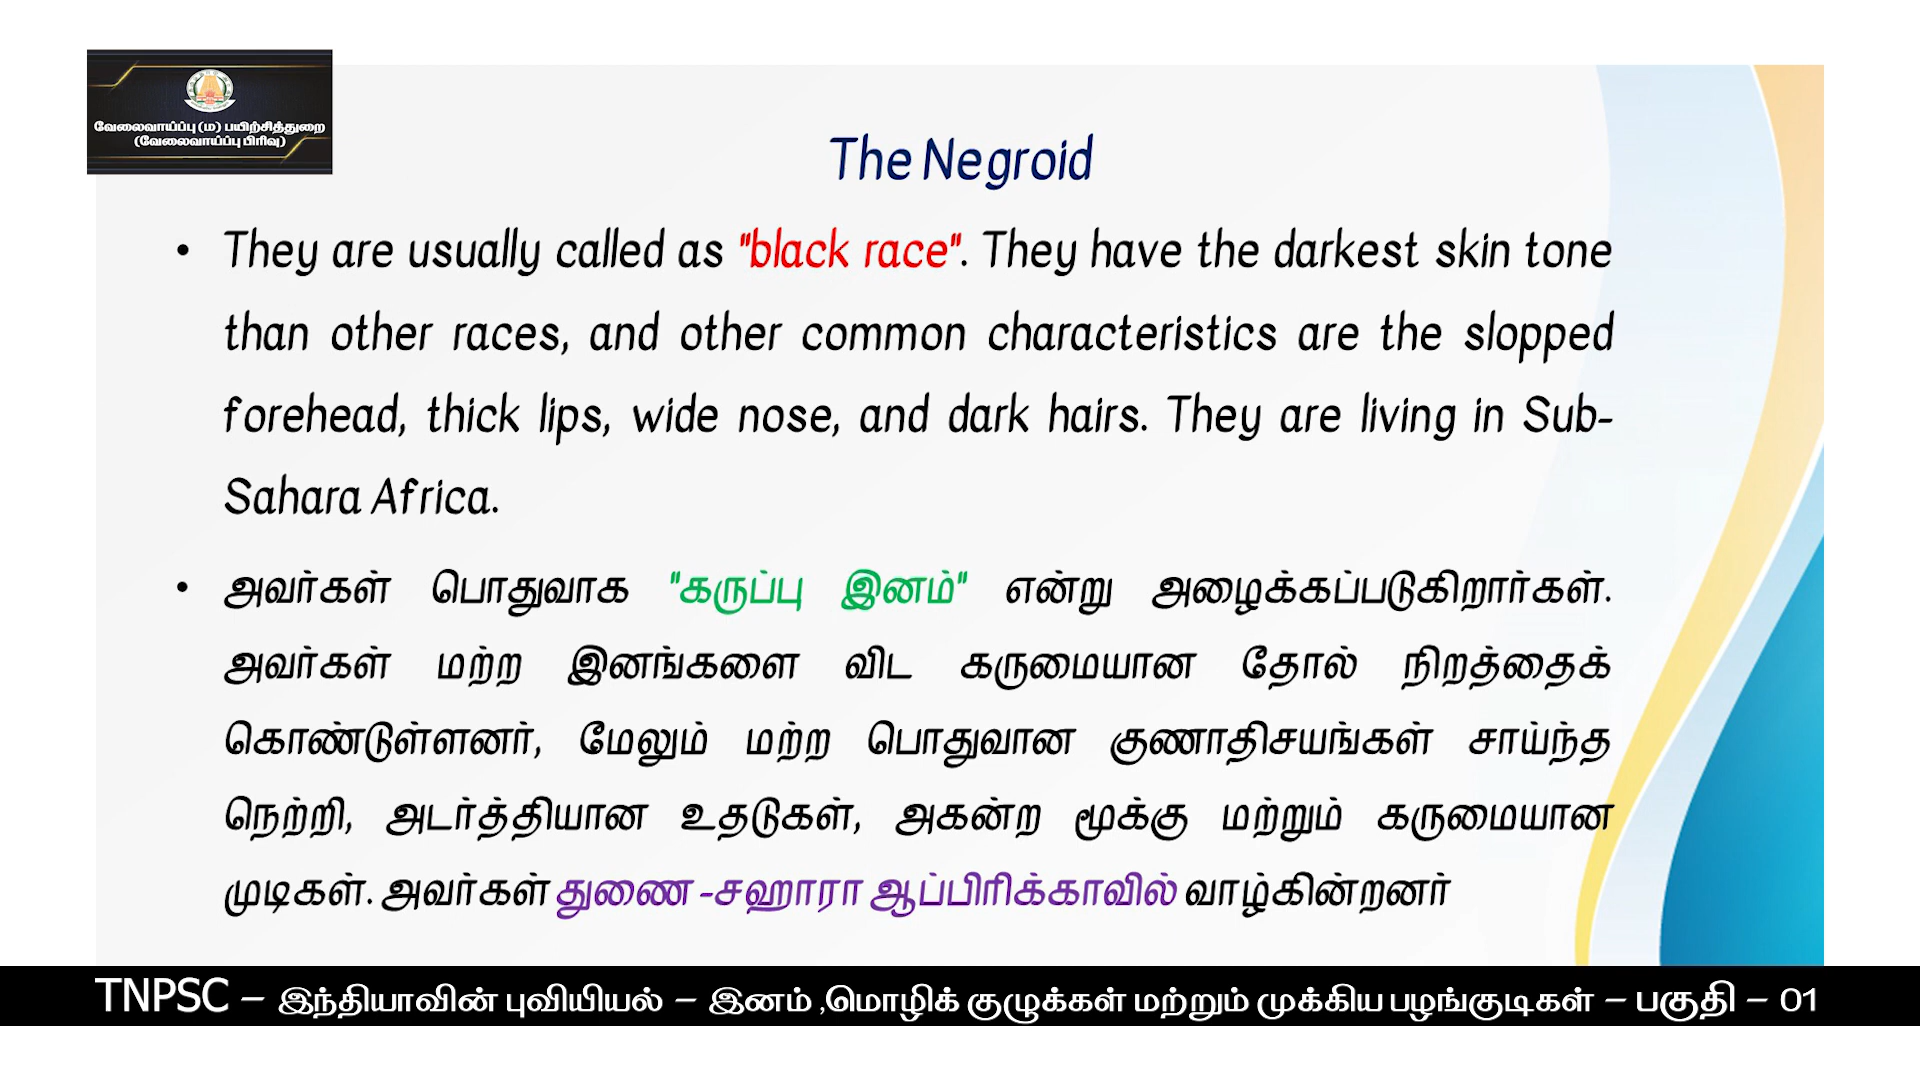 வேலைவாய்ப்பு (ம) பயிற்சித்துறை
(வேலைவாய்ப்பு பிரிவு)
The Negroid
• They are usually called as "black race". They have the darkest skin tone
than other races, and other common characteristics are the slopped
forehead, thick lips, wide nose, and dark hairs. They are living in Sub-
Sahara Africa.
• அவர்கள் பொதுவாக "கருப்பு இனம்" என்று அழைக்கப்படுகிறார்கள்.
அவர்கள் மற்ற இனங்களை விட கருமையான தோல் நிறத்தைக்
கொண்டுள்ளனர், மேலும் மற்ற பொதுவான குணாதிசயங்கள் சாய்ந்த
நெற்றி, அடர்த்தியான உதடுகள், அகன்ற மூக்கு மற்றும் கருமையான
முடிகள். அவர்கள் துணை -சஹாரா ஆப்பிரிக்காவில் வாழ்கின்றனர்
TNPSC – இந்தியாவின் புவியியல் – இனம் ,மொழிக் குழுக்கள் மற்றும் முக்கிய பழங்குடிகள் – பகுதி – 01